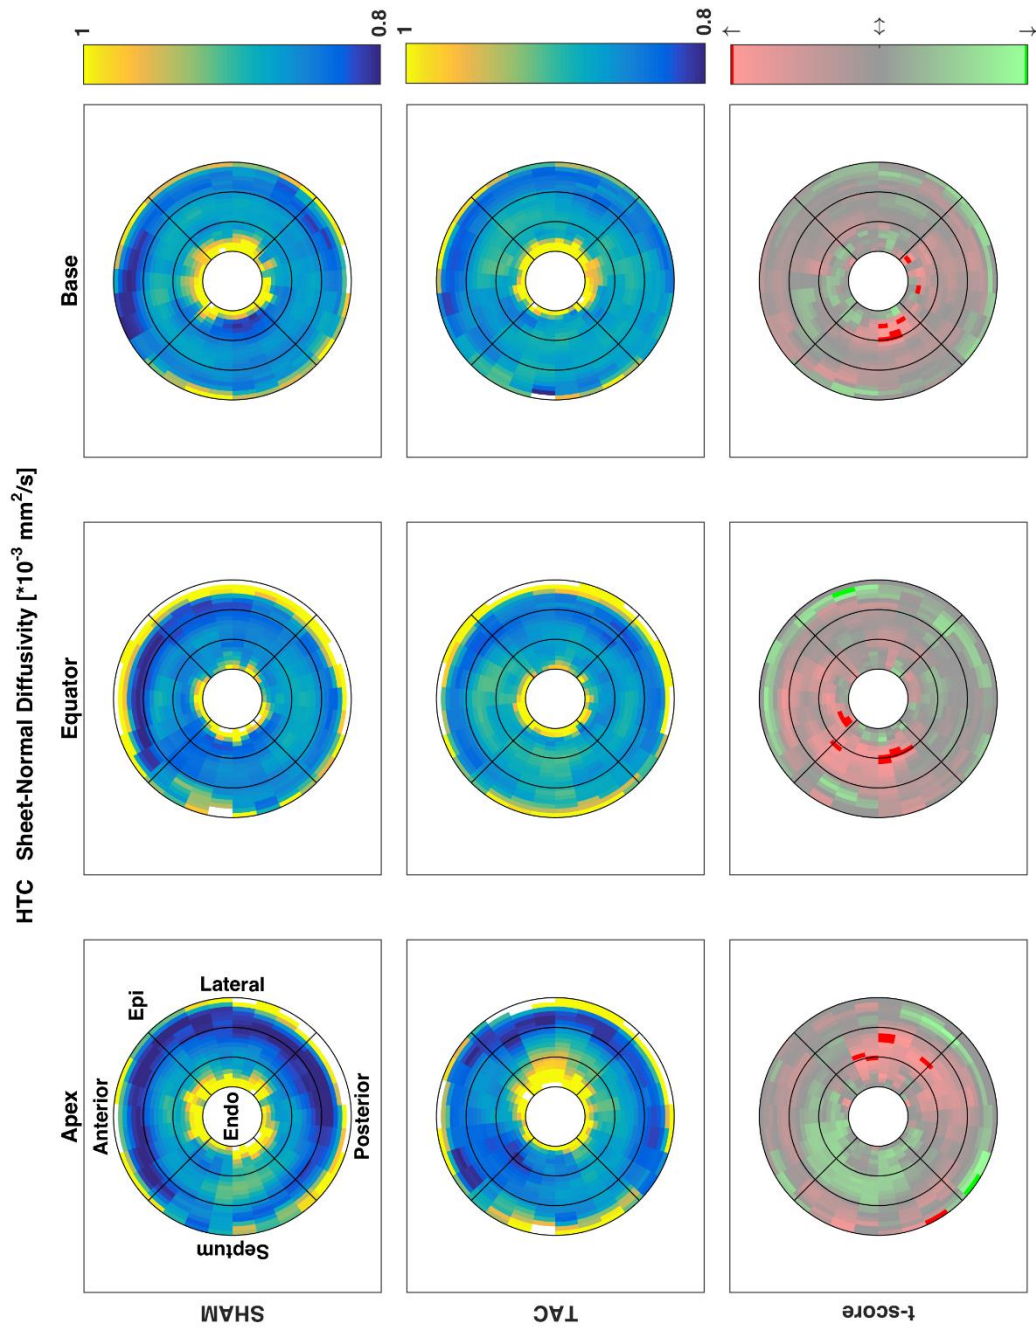 HTC Sheet-Normal Diffusivity [*10⁻³ mm²/s]
Apex
Equator
Base
SHAM
Anterior
Epi
Septum
Endo
Lateral
Posterior
1
0.8
TAC
1
0.8
t-score
↑
↔
↓